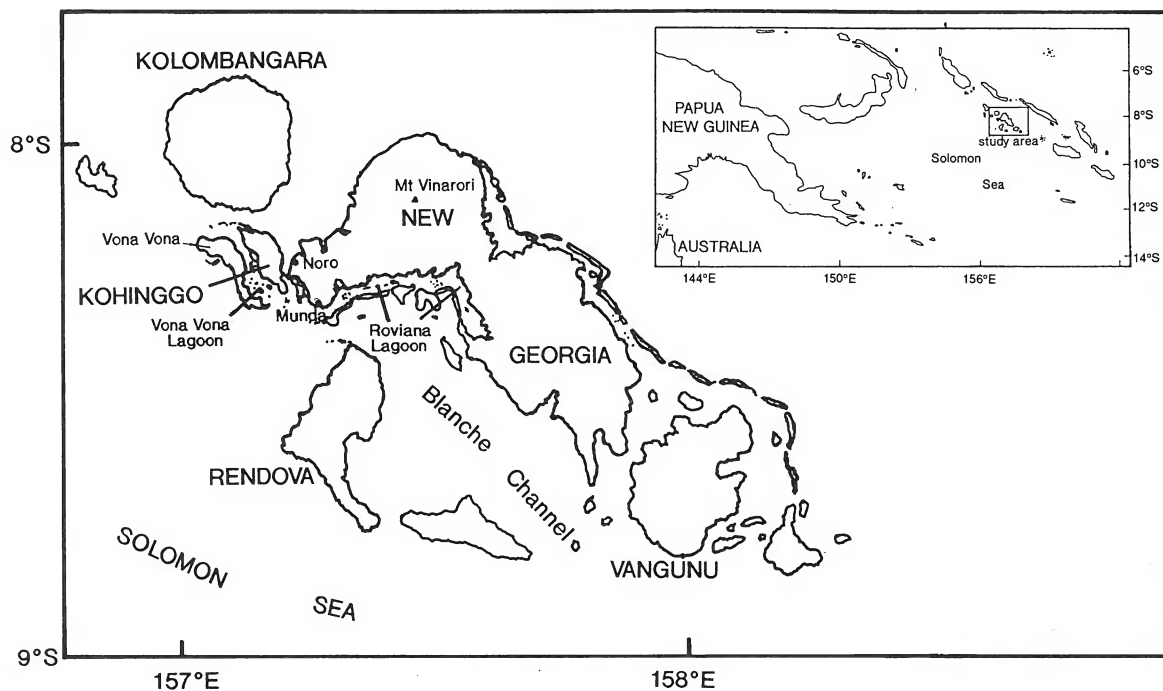 KOLOMBANGARA
8°S
Mt Vinarori
NEW
Vona Vona
Noro
KOHINGGO
Vona Vona
Lagoon
Munda
Roviana
Lagoon
GEORGIA
Blanche
Channel
RENDOVA
VANGUNU
SOLOMON
SEA
9°S
157°E
158°E
PAPUA
NEW GUINEA
study area
Solomon
Sea
AUSTRALIA
6°S
8°S
10°S
12°S
14°S
144°E
150°E
156°E